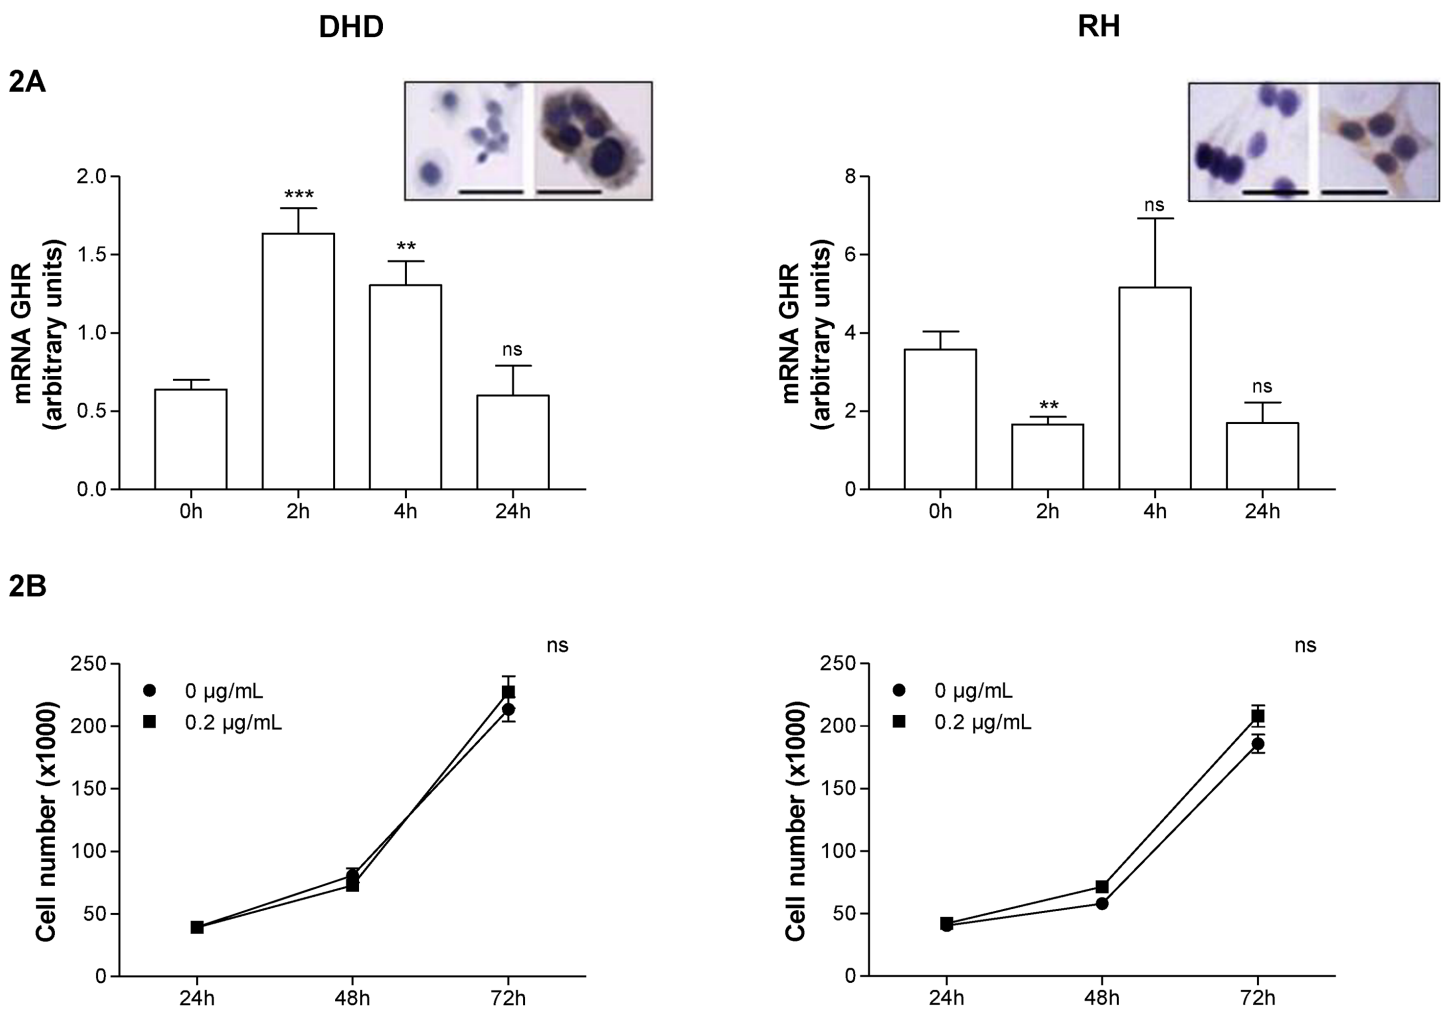 DHD
RH
2A
mRNA GHR
(arbitrary units)
2.0
1.5
1.0
0.5
0.0
***
**
ns
0h
2h
4h
24h
mRNA GHR
(arbitrary units)
8
6
4
2
0
**
ns
ns
0h
2h
4h
24h
2B
Cell number (x1000)
250
200
150
100
50
0
0 µg/mL
0.2 µg/mL
ns
24h
48h
72h
Cell number (x1000)
250
200
150
100
50
0
0 µg/mL
0.2 µg/mL
ns
24h
48h
72h